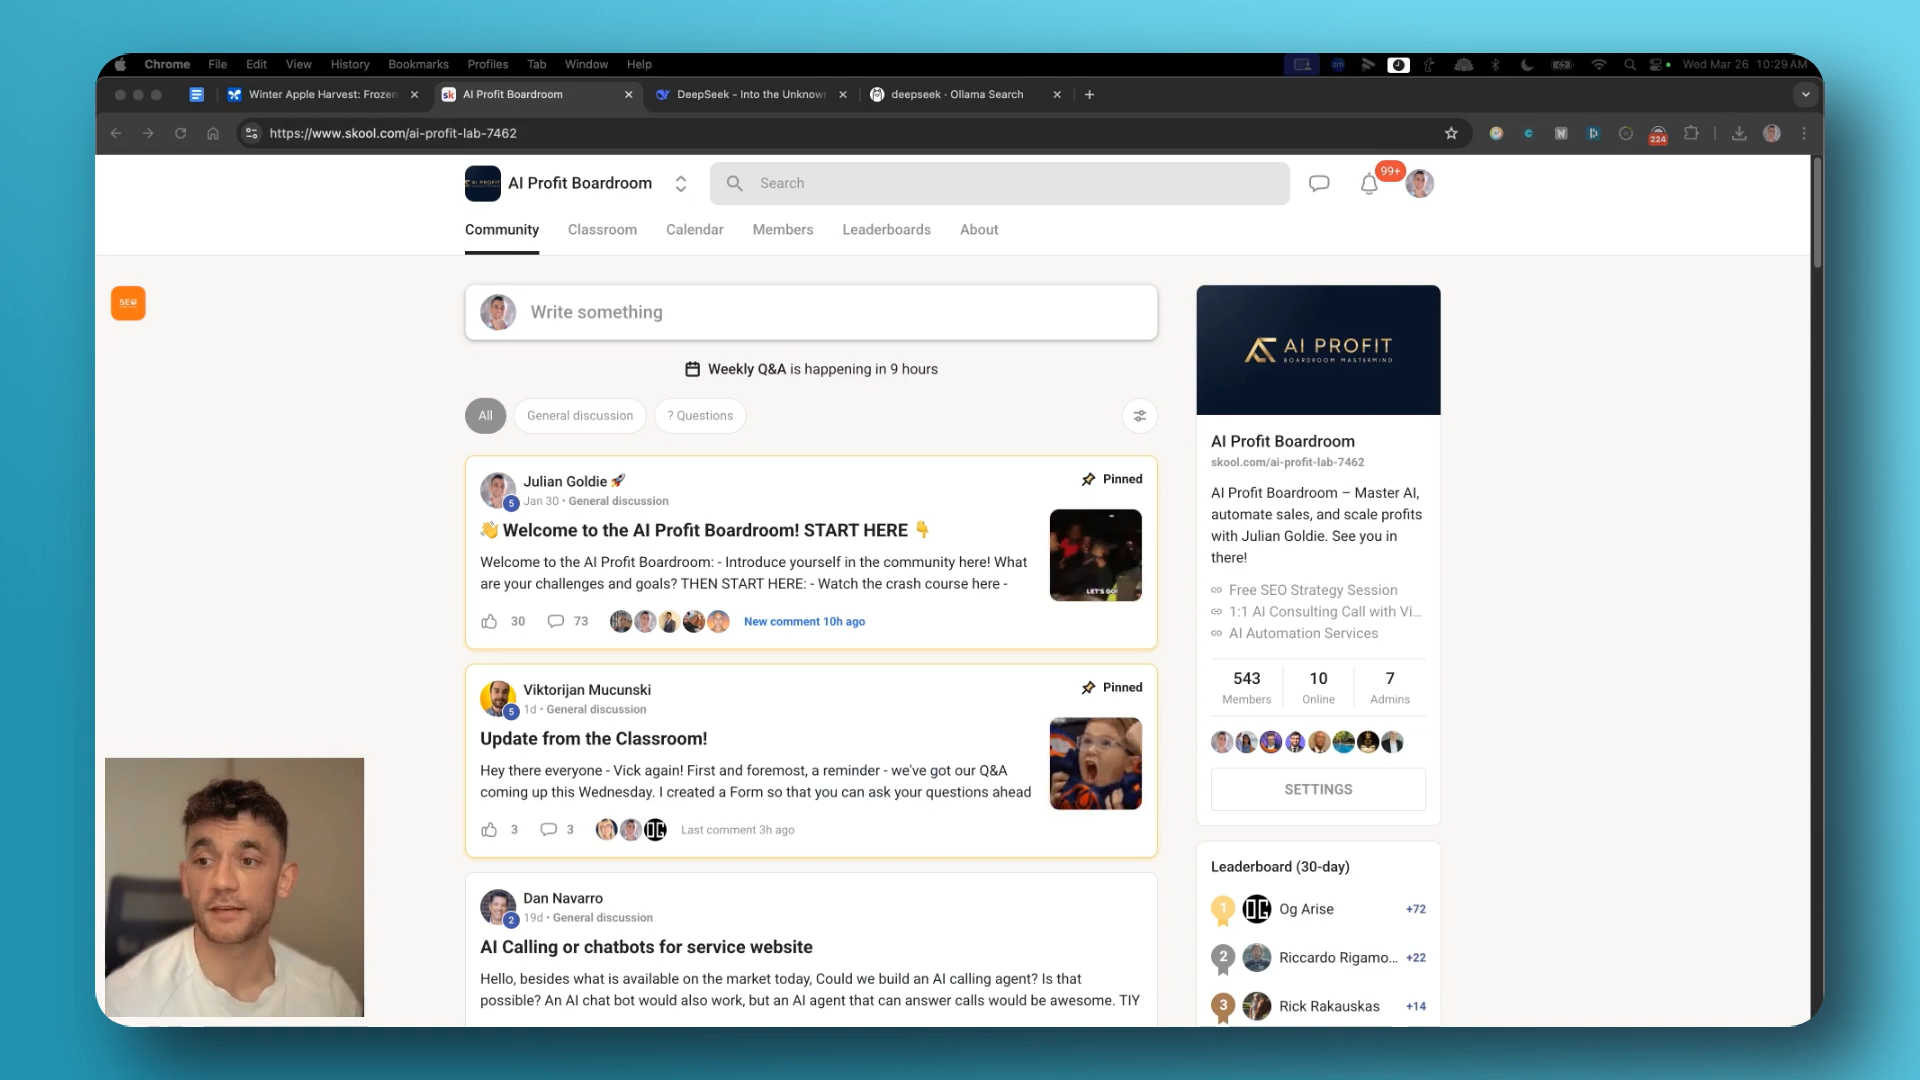 Chrome File Edit View History Bookmarks Profiles Tab Window Help Wed Mar 26 10:29 AM
Winter Apple Harvest: Frozen AI Profit Boardroom DeepSeek - Into the Unknown deepseek · Ollama Search
https://www.skool.com/ai-profit-lab-7462
224
AI Profit Boardroom
Search
99+
Community Classroom Calendar Members Leaderboards About
Write something
Weekly Q&A is happening in 9 hours
All General discussion ? Questions
Julian Goldie 🚀
Pinned
5 Jan 30 • General discussion
👋 Welcome to the AI Profit Boardroom! START HERE 👇
Welcome to the AI Profit Boardroom: - Introduce yourself in the community here! What
are your challenges and goals? THEN START HERE: - Watch the crash course here -
LET'S GO!
30 73 New comment 10h ago
Viktorijan Mucunski
Pinned
5 1d • General discussion
Update from the Classroom!
Hey there everyone - Vick again! First and foremost, a reminder - we've got our Q&A
coming up this Wednesday. I created a Form so that you can ask your questions ahead
3 3 Last comment 3h ago
Dan Navarro
2 19d • General discussion
AI Calling or chatbots for service website
Hello, besides what is available on the market today, Could we build an AI calling agent? Is that
possible? An AI chat bot would also work, but an AI agent that can answer calls would be awesome. TIY
AI PROFIT
BOARDROOM MASTERMIND
AI Profit Boardroom
skool.com/ai-profit-lab-7462
AI Profit Boardroom – Master AI,
automate sales, and scale profits
with Julian Goldie. See you in
there!
Free SEO Strategy Session
1:1 AI Consulting Call with Vi...
AI Automation Services
543 10 7
Members Online Admins
SETTINGS
Leaderboard (30-day)
1 Og Arise +72
2 Riccardo Rigamo... +22
3 Rick Rakauskas +14